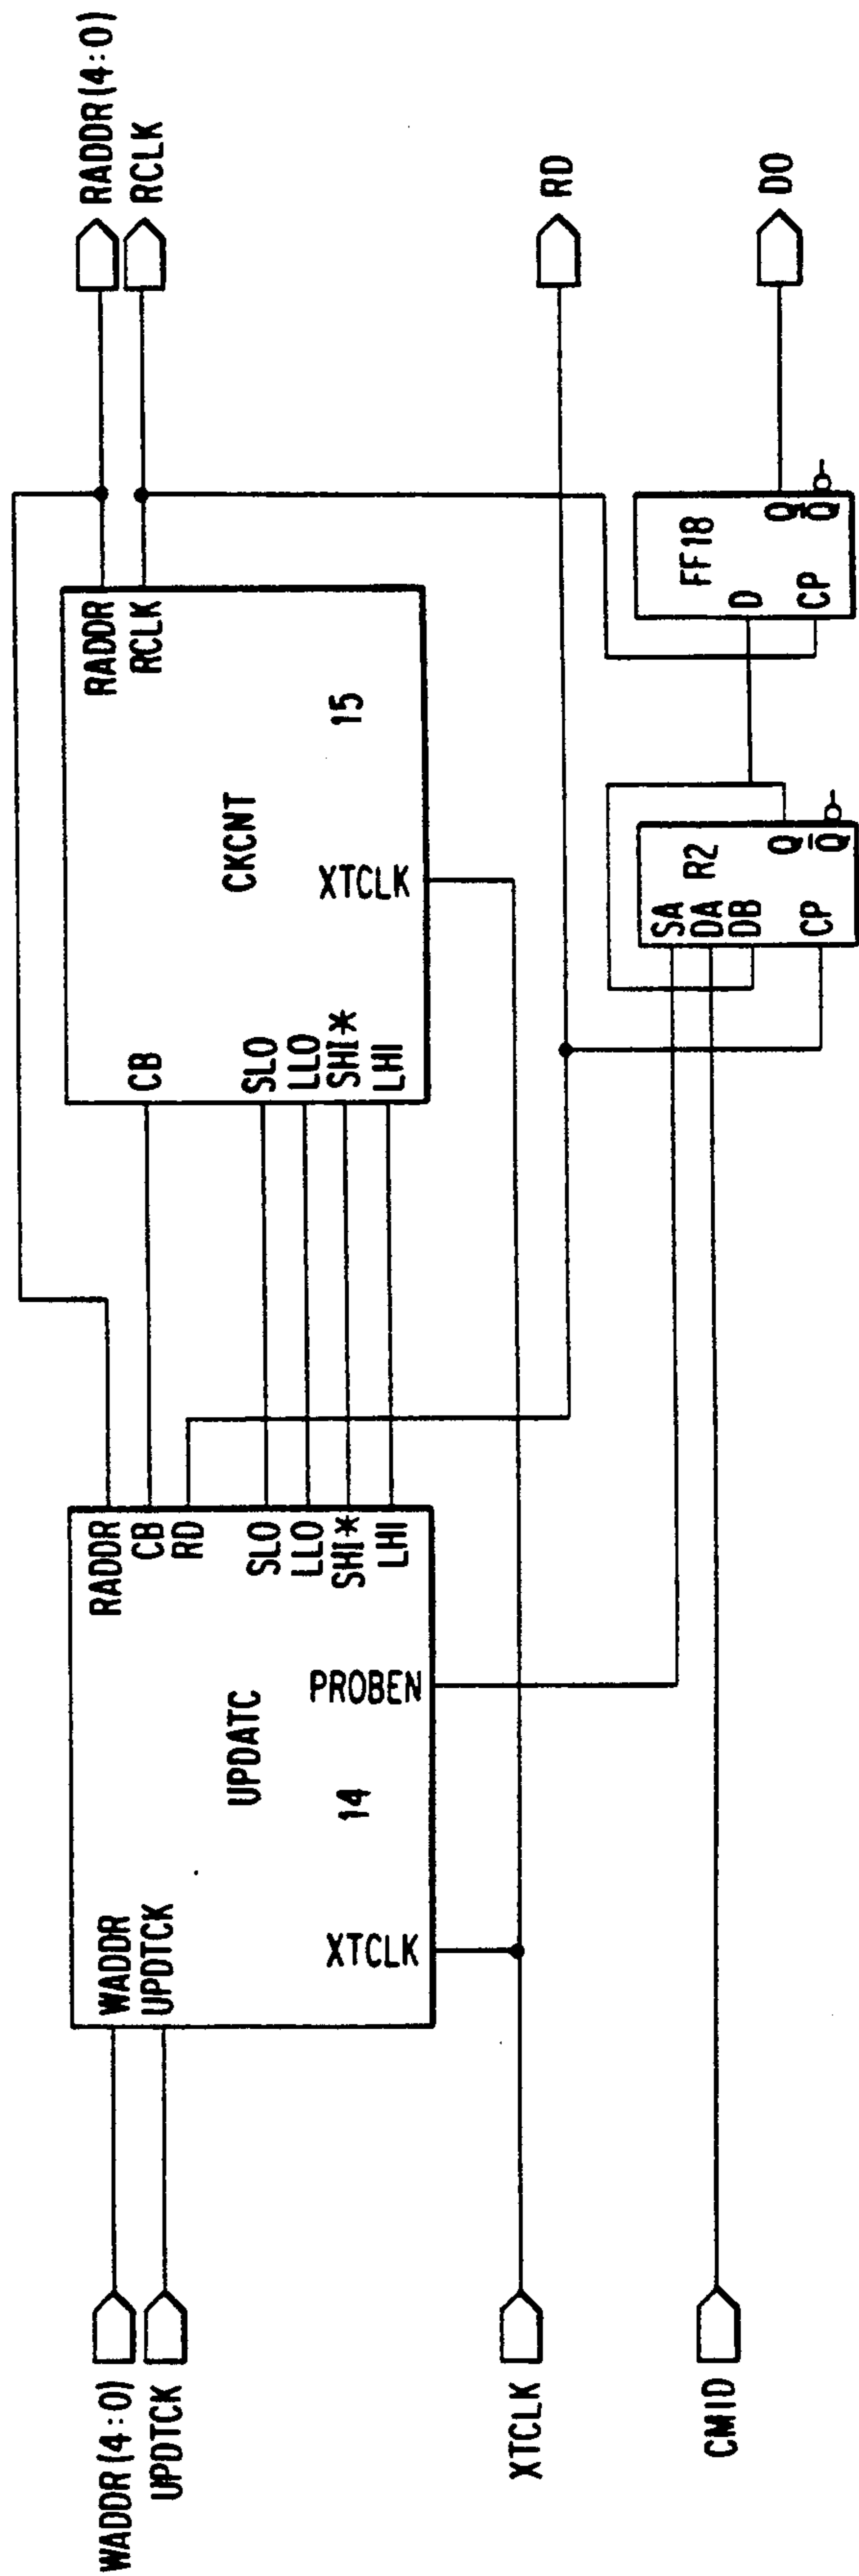 WADDR(4:0)
UPDTCK
XTCLK
CMID
WADDR
UPDTCK
XTCLK
UPDATC
14
PROBEN
RADDR
CB
RD
SLO
LLO
SHI*
LHI
CB
SLO
LLO
SHI*
LHI
CKCNT
XTCLK
15
RADDR
RCLK
SA
DA
DB
CP
R2
Q
Q̅
D
CP
FF18
Q
Q̅
RADDR(4:0)
RCLK
RD
DO